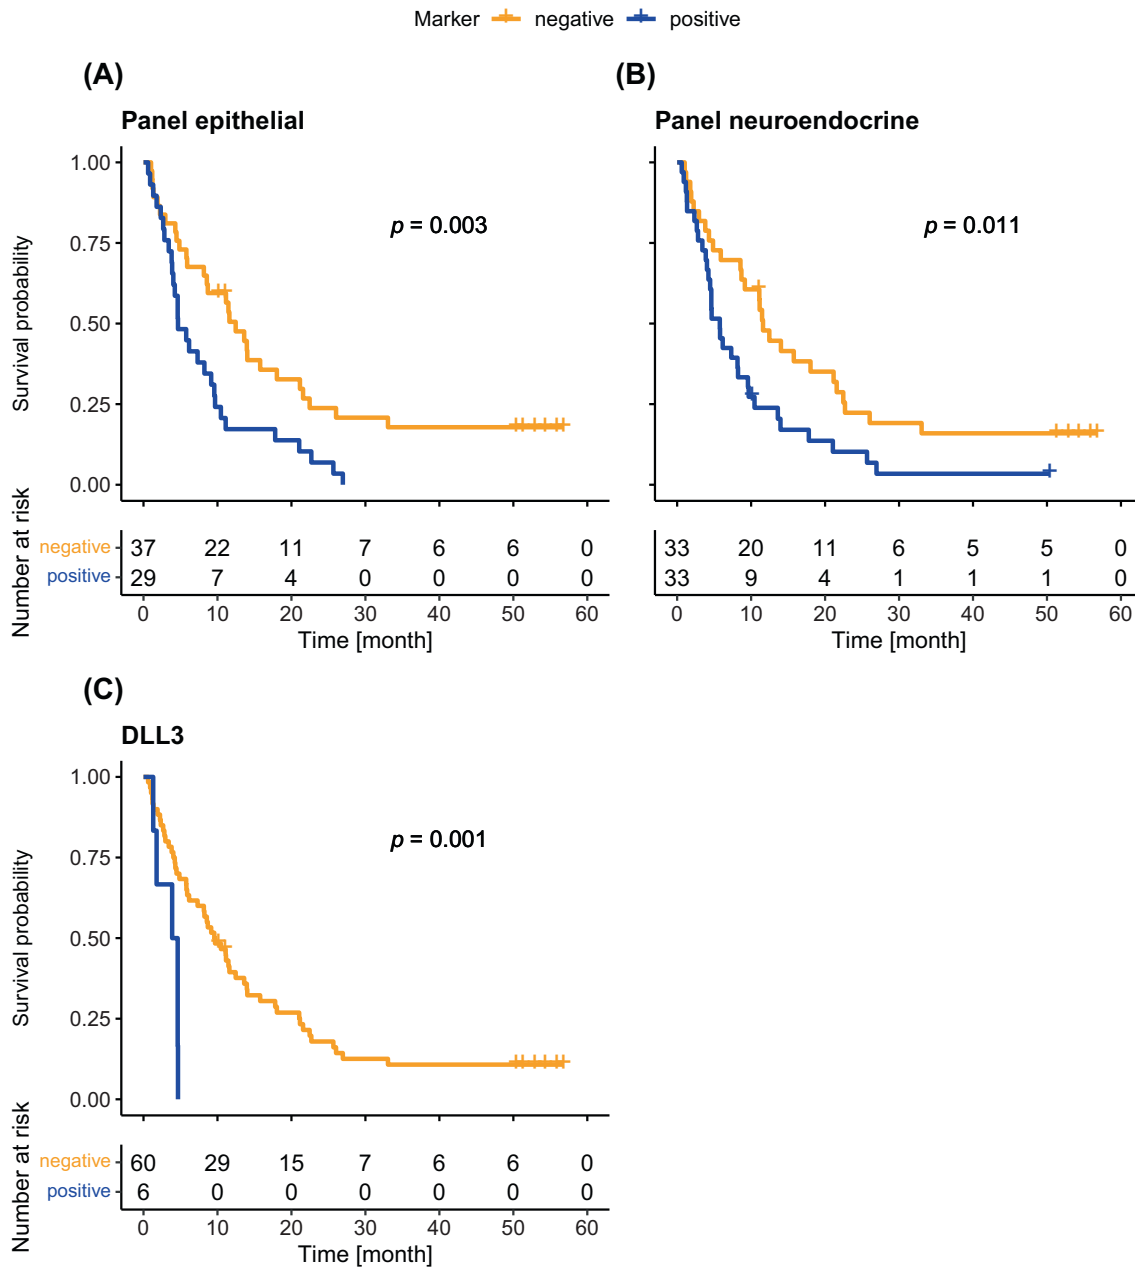 Marker negative positive
(A)
Panel epithelial
1.00
0.75
0.50
0.25
0.00
Survival probability
p = 0.003
Number at risk
negative 37 22 11 7 6 6 0
positive 29 7 4 0 0 0 0
0 10 20 30 40 50 60
Time [month]
(B)
Panel neuroendocrine
p = 0.011
33 20 11 6 5 5 0
33 9 4 1 1 1 0
0 10 20 30 40 50 60
Time [month]
(C)
DLL3
1.00
0.75
0.50
0.25
0.00
Survival probability
p = 0.001
Number at risk
negative 60 29 15 7 6 6 0
positive 6 0 0 0 0 0 0
0 10 20 30 40 50 60
Time [month]